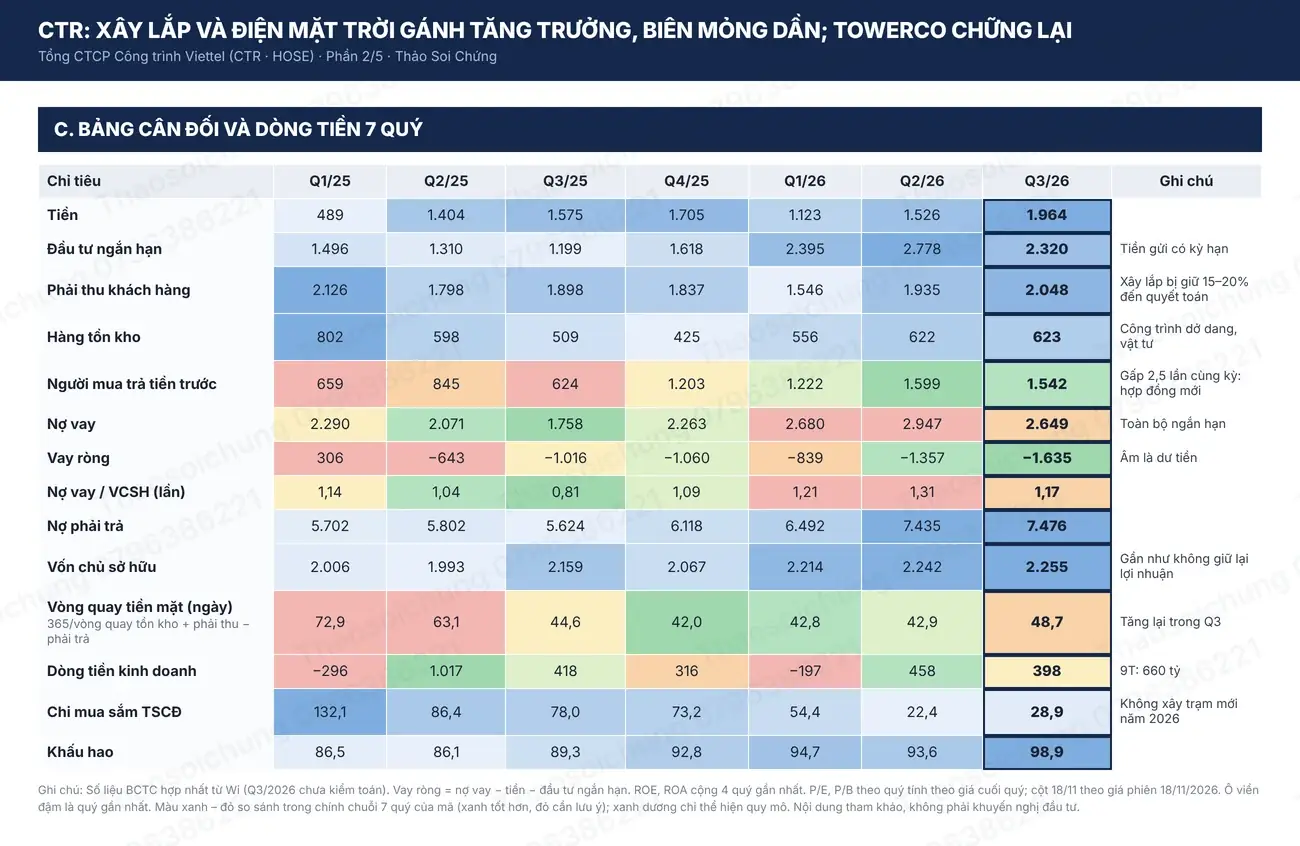 CTR: XÂY LẮP VÀ ĐIỆN MẶT TRỜI GÁNH TĂNG TRƯỞNG, BIÊN MỎNG DẦN; TOWERCO CHỮNG LẠI
Tổng CTCP Công trình Viettel (CTR · HOSE) · Phần 2/5 · Thảo Soi Chứng
C. BẢNG CÂN ĐỐI VÀ DÒNG TIỀN 7 QUÝ
Chỉ tiêu Q1/25 Q2/25 Q3/25 Q4/25 Q1/26 Q2/26 Q3/26 Ghi chú
Tiền 489 1.404 1.575 1.705 1.123 1.526 1.964
Đầu tư ngắn hạn 1.496 1.310 1.199 1.618 2.395 2.778 2.320 Tiền gửi có kỳ hạn
Phải thu khách hàng 2.126 1.798 1.898 1.837 1.546 1.935 2.048 Xây lắp bị giữ 15–20%
đến quyết toán
Hàng tồn kho 802 598 509 425 556 622 623 Công trình dở dang,
vật tư
Người mua trả tiền trước 659 845 624 1.203 1.222 1.599 1.542 Gấp 2,5 lần cùng kỳ:
hợp đồng mới
Nợ vay 2.290 2.071 1.758 2.263 2.680 2.947 2.649 Toàn bộ ngắn hạn
Vay ròng 306 −643 −1.016 −1.060 −839 −1.357 −1.635 Âm là dư tiền
Nợ vay / VCSH (lần) 1,14 1,04 0,81 1,09 1,21 1,31 1,17
Nợ phải trả 5.702 5.802 5.624 6.118 6.492 7.435 7.476
Vốn chủ sở hữu 2.006 1.993 2.159 2.067 2.214 2.242 2.255 Gần như không giữ lại
lợi nhuận
Vòng quay tiền mặt (ngày) 72,9 63,1 44,6 42,0 42,8 42,9 48,7 Tăng lại trong Q3
365/vòng quay tồn kho + phải thu −
phải trả
Dòng tiền kinh doanh −296 1.017 418 316 −197 458 398 9T: 660 tỷ
Chi mua sắm TSCĐ 132,1 86,4 78,0 73,2 54,4 22,4 28,9 Không xây trạm mới
năm 2026
Khấu hao 86,5 86,1 89,3 92,8 94,7 93,6 98,9
Ghi chú: Số liệu BCTC hợp nhất từ Wi (Q3/2026 chưa kiểm toán). Vay ròng = nợ vay − tiền − đầu tư ngắn hạn. ROE, ROA cộng 4 quý gần nhất. P/E, P/B theo quý tính theo giá cuối quý; cột 18/11 theo giá phiên 18/11/2026. Ô viền
đậm là quý gần nhất. Màu xanh – đỏ so sánh trong chính chuỗi 7 quý của mã (xanh tốt hơn, đỏ cần lưu ý); xanh dương chỉ thể hiện quy mô. Nội dung tham khảo, không phải khuyến nghị đầu tư.
Thaosoichung 0796386221